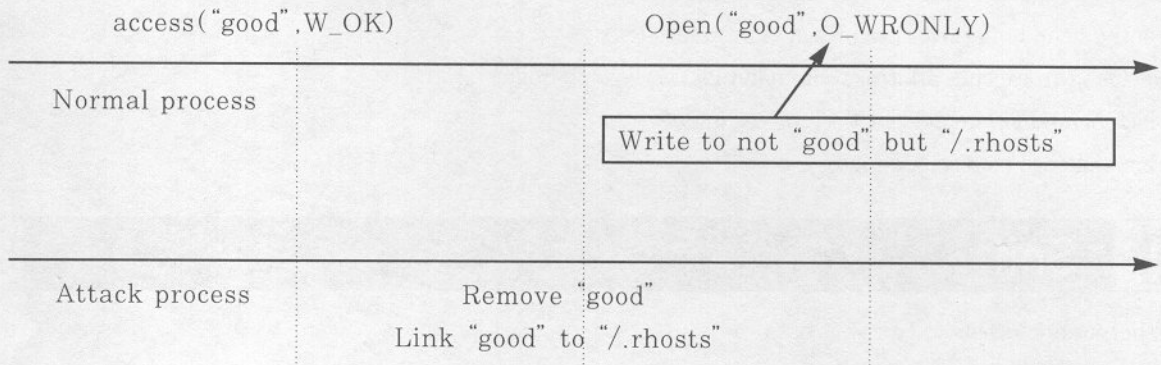 access(“good”,W_OK)
Open(“good”,O_WRONLY)
Normal process
Write to not “good” but “/.rhosts”
Attack process
Remove “good”
Link “good” to “/.rhosts”